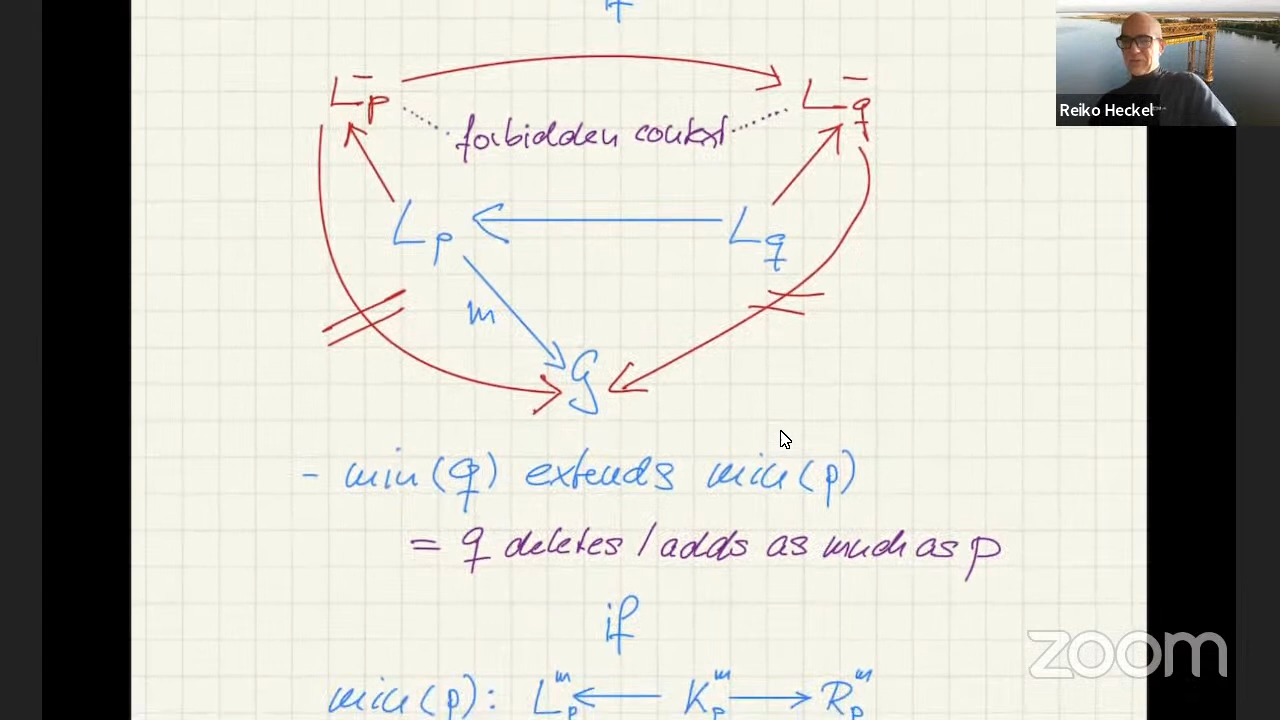 if
Reiko Heckel
L̄p L̄q
forbidden context
Lp Lq
m
G
- min(q) extends min(p)
= q deletes / adds as much as p
if
zoom
min(p): Lᵐp ← Kᵐp → Rᵐp